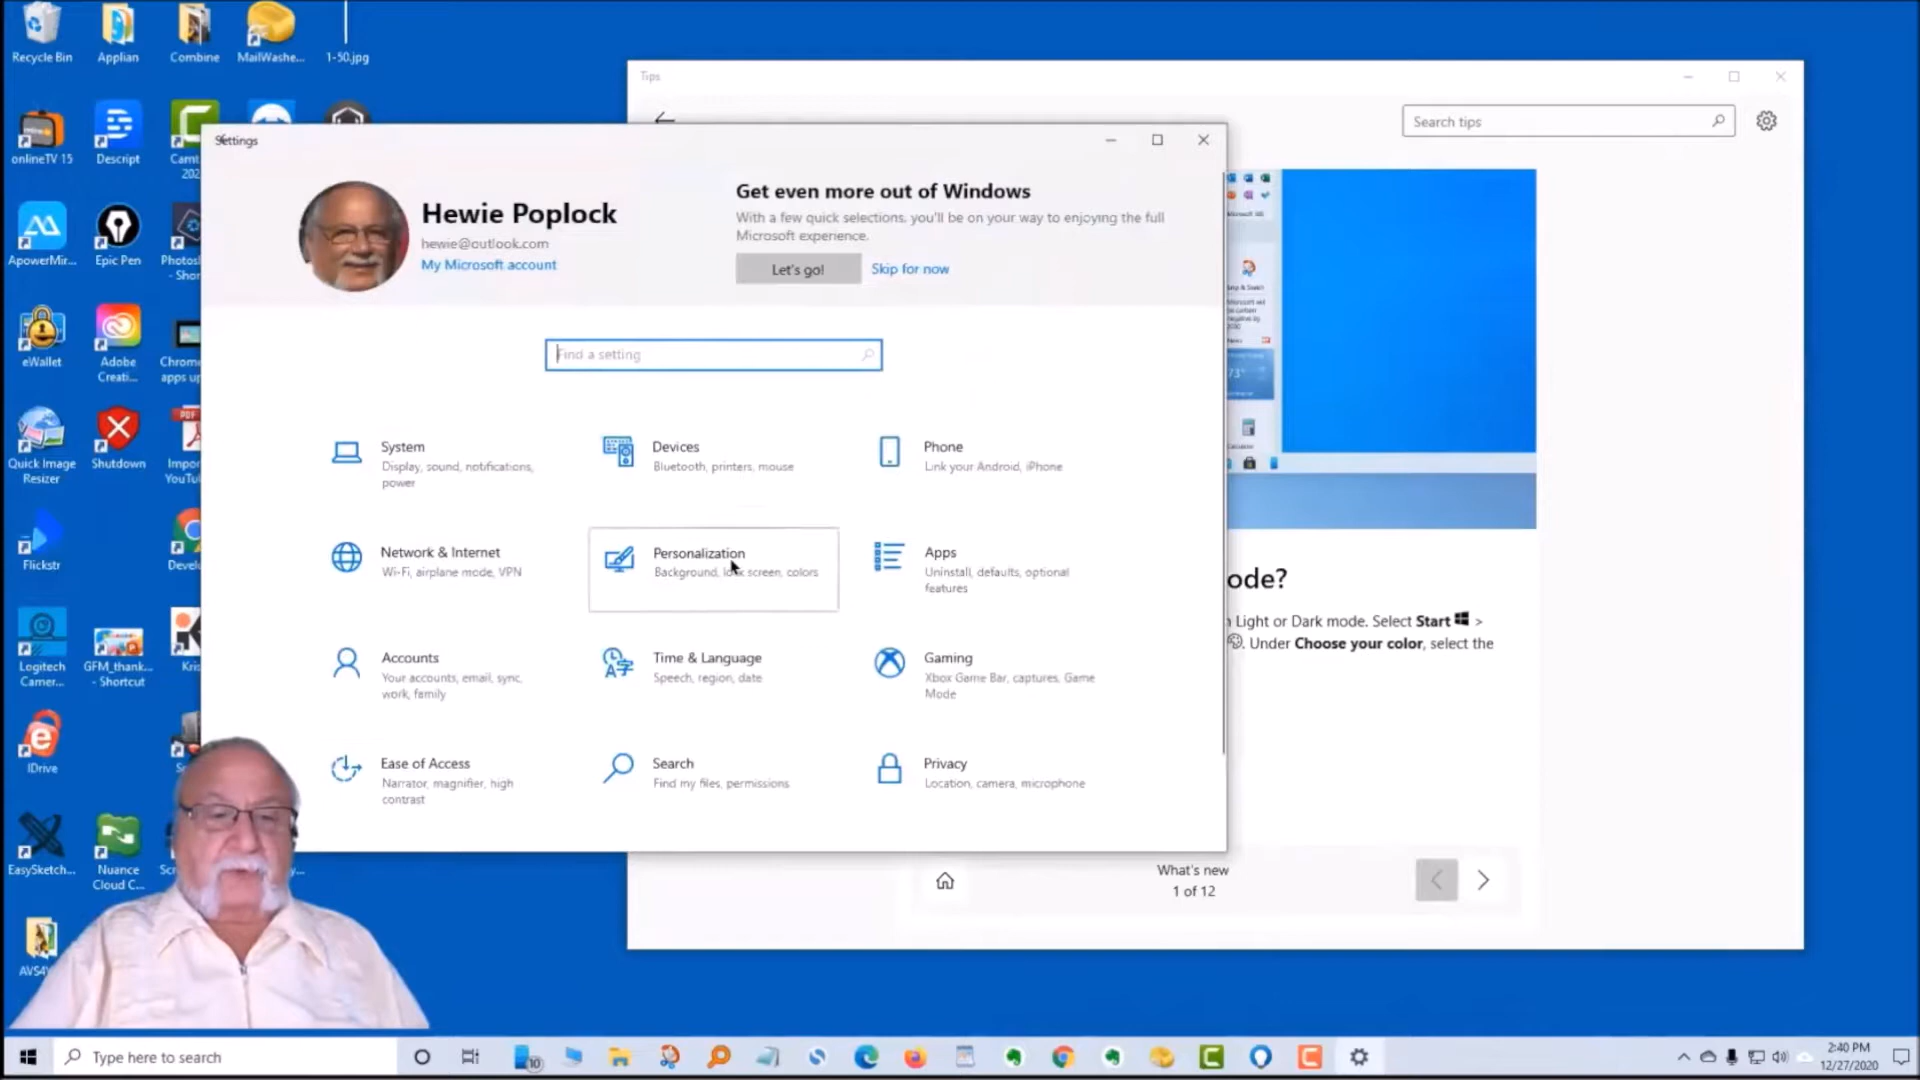 Recycle Bin
Applian
Combine
MailWashe...
1-50.jpg
onlineTV 15
Descript
Camt
202
ApowerMir...
Epic Pen
Photosh
- Shor
eWallet
Adobe
Creati...
Chrome
apps up
Quick Image
Resizer
Shutdown
PDF
Impor
YouTu
Flickstr
Develo
Logitech
Camer...
GFM_thank...
- Shortcut
Kris
IDrive
EasySketch...
Nuance
Cloud C...
AVS4
Tips
Search tips
Settings
Hewie Poplock
hewie@outlook.com
My Microsoft account
Get even more out of Windows
With a few quick selections, you'll be on your way to enjoying the full
Microsoft experience.
Let's go!
Skip for now
Find a setting
System
Display, sound, notifications,
power
Devices
Bluetooth, printers, mouse
Phone
Link your Android, iPhone
Network & Internet
Wi-Fi, airplane mode, VPN
Personalization
Background, lock screen, colors
Apps
Uninstall, defaults, optional
features
Accounts
Your accounts, email, sync,
work, family
Time & Language
Speech, region, date
Gaming
Xbox Game Bar, captures, Game
Mode
Ease of Access
Narrator, magnifier, high
contrast
Search
Find my files, permissions
Privacy
Location, camera, microphone
73°
ode?
Light or Dark mode. Select Start >
. Under Choose your color, select the
What's new
1 of 12
Type here to search
10
2:40 PM
12/27/2020